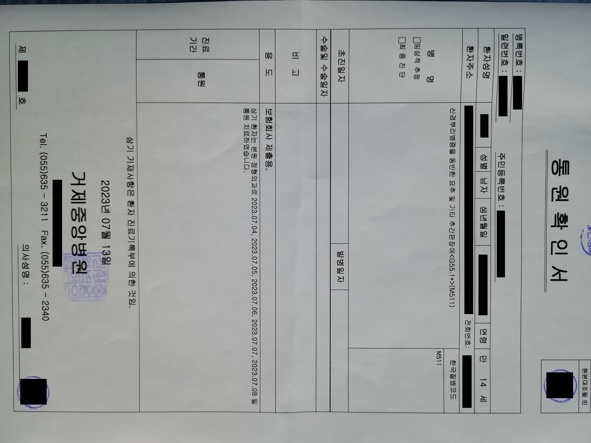 통원확인서
원본대조필인
병록번호 :
일련번호 :
주민등록번호 :
환자성명 성별 남자 생년월일 연령 만 14 세
환자주소 전화번호 :
병 명
□임상적 추정
□최 종 진 단
신경뿌리병증을 동반한 요추 및 기타 추간판장애<G55.1*>(M511)
한국질병코드
M511
초진일자 발병일자
수술및 수술일자
비 고
용 도 보험회사 제출용.
진료
기간
통원
상기 환자는 본원 정형외과로 2023.07.04, 2023.07.05, 2023.07.06, 2023.07.07, 2023.07.08 일
통원 치료하였습니다.
상기 기재사항은 환자 진료기록부에 의한 것임.
2023년 07월 13일
거제중앙병원
Tel. (055)635 - 3211 Fax. (055)635 - 2340
제 호 의사성명 :